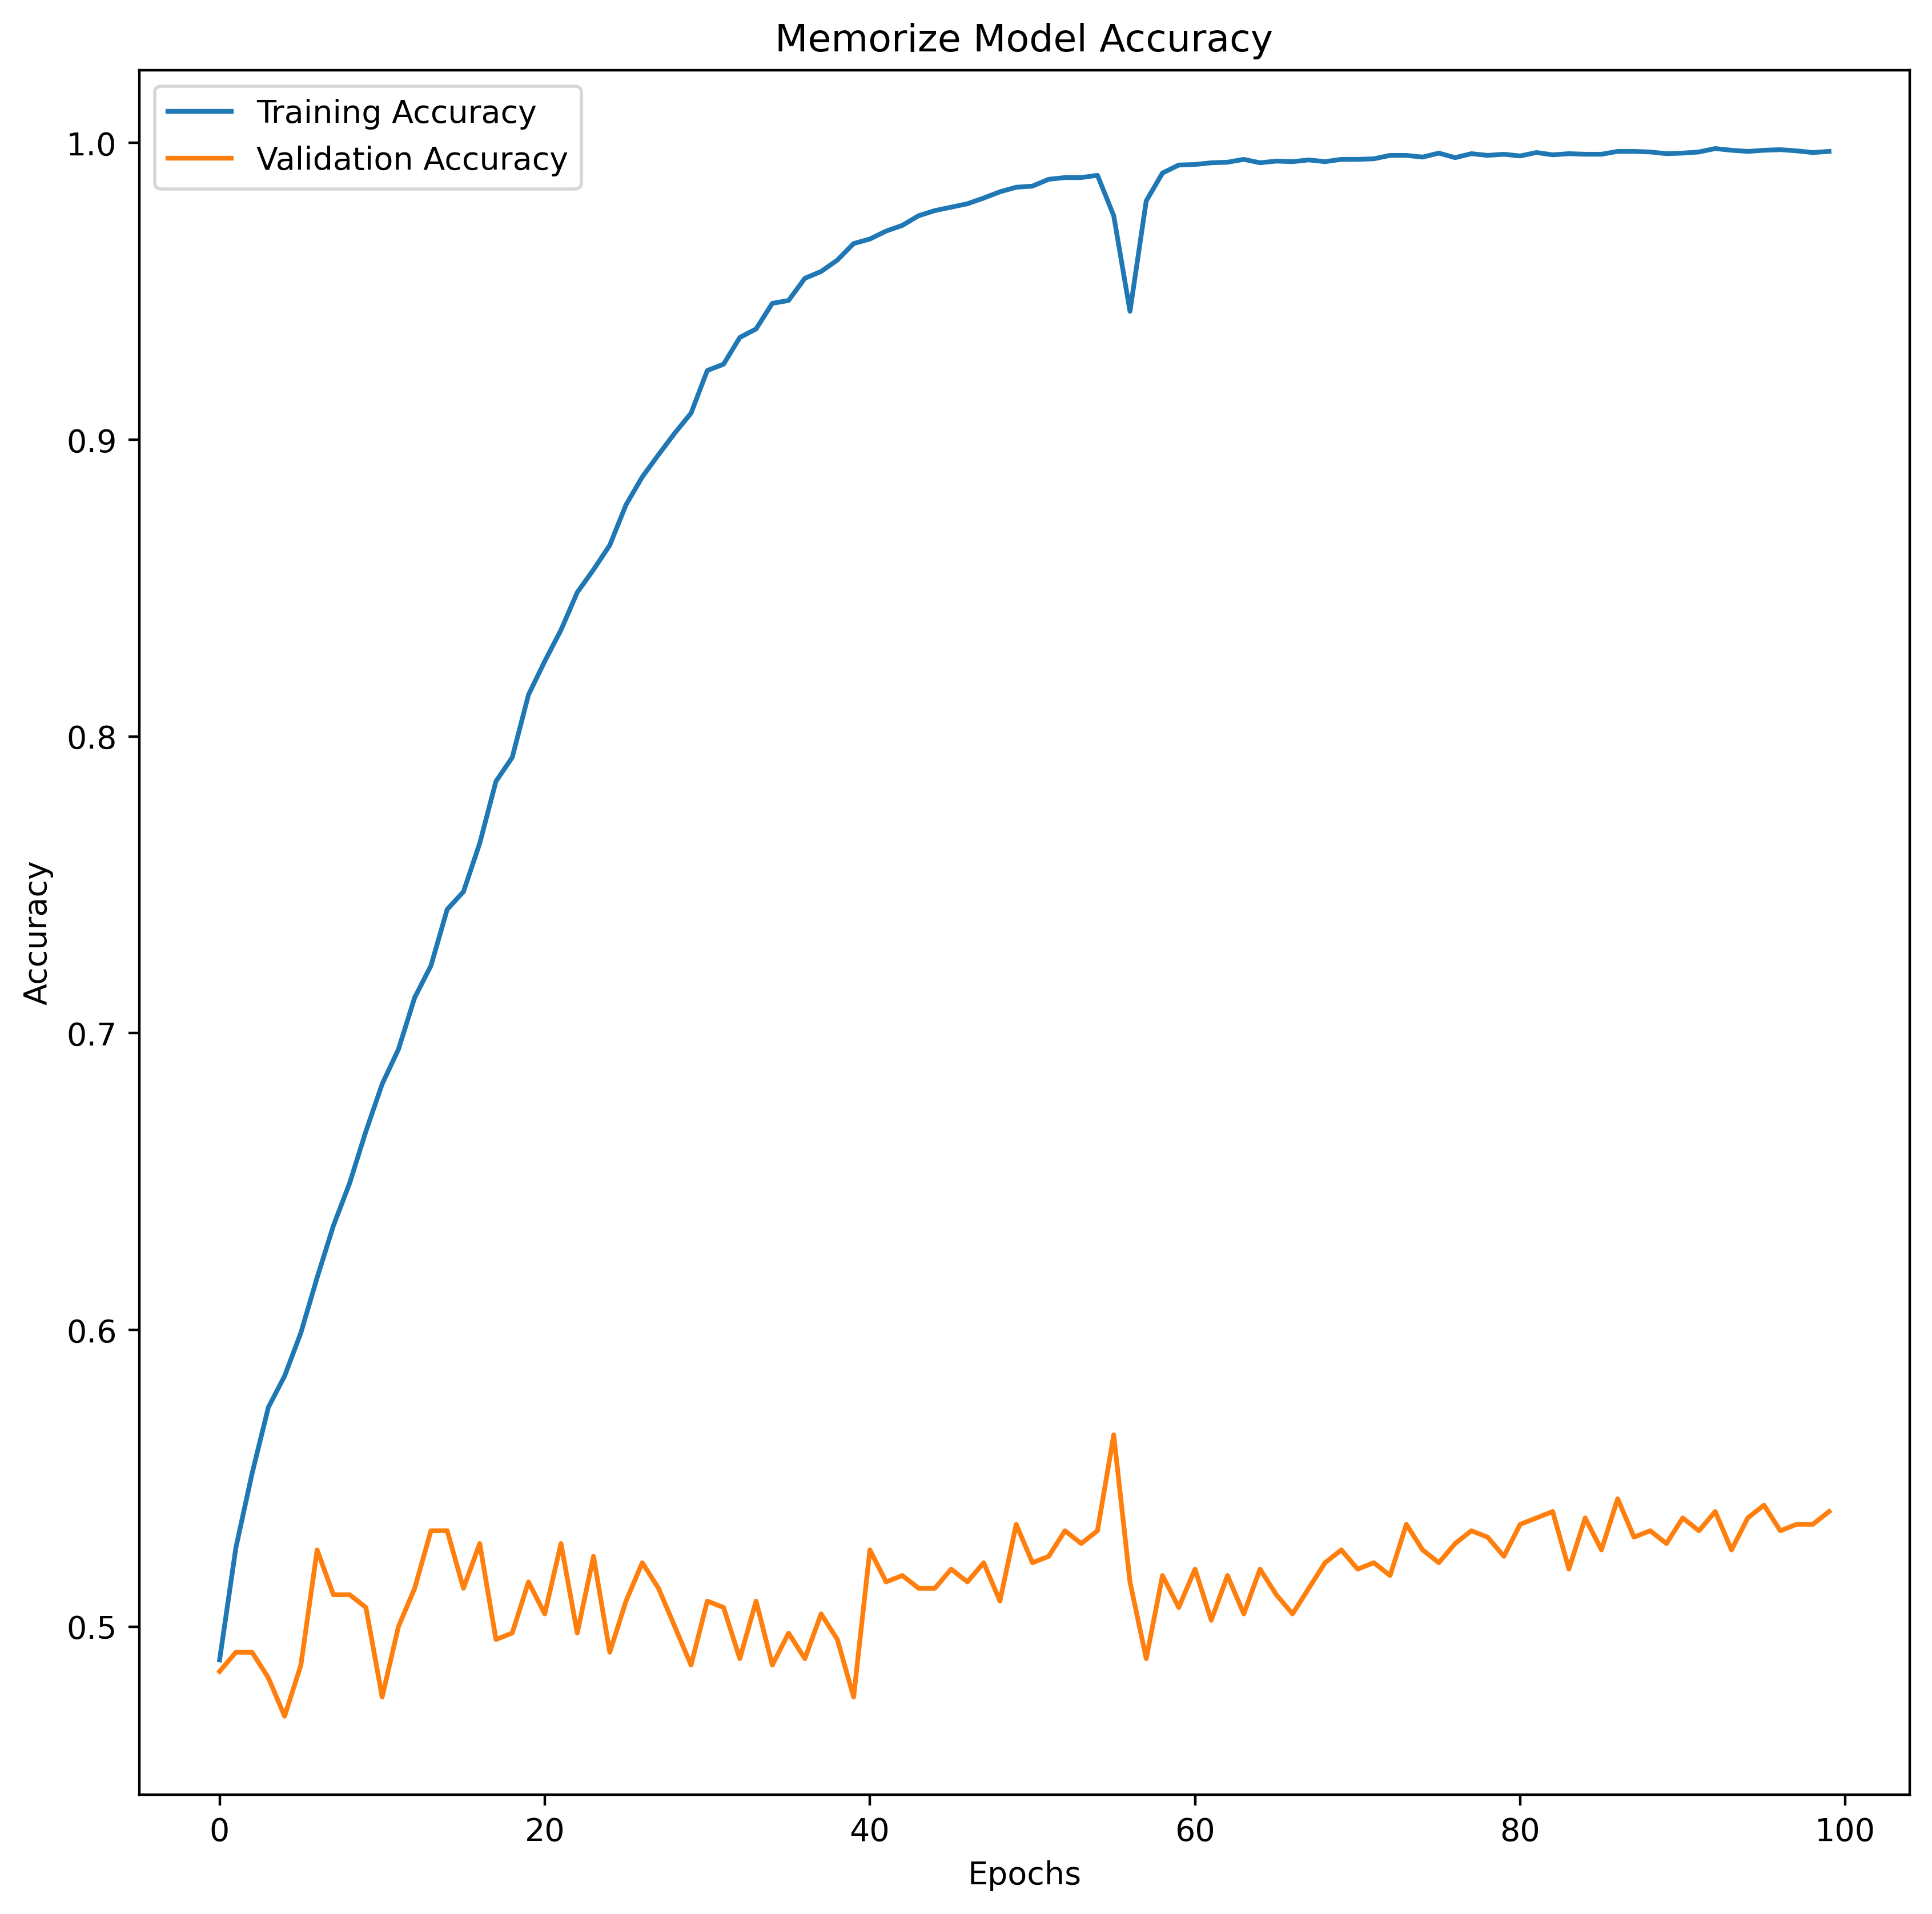 Memorize Model Accuracy
Training Accuracy
Validation Accuracy
1.0
0.9
0.8
0.7
0.6
0.5
Accuracy
0 20 40 60 80 100
Epochs